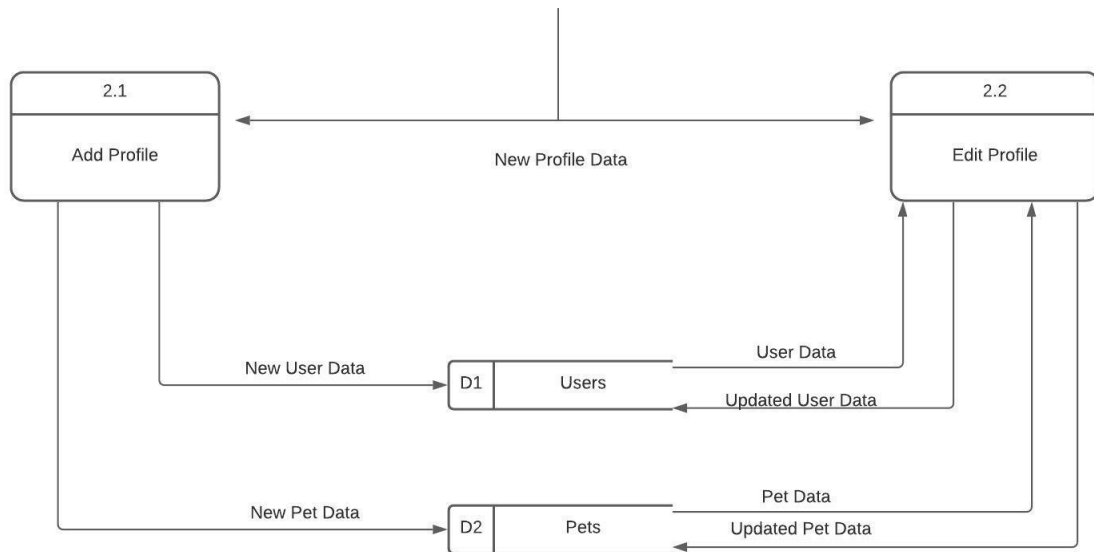 2.1
2.2
Add Profile
New Profile Data
Edit Profile
User Data
New User Data
D1
Users
Updated User Data
Pet Data
New Pet Data
D2
Pets
Updated Pet Data